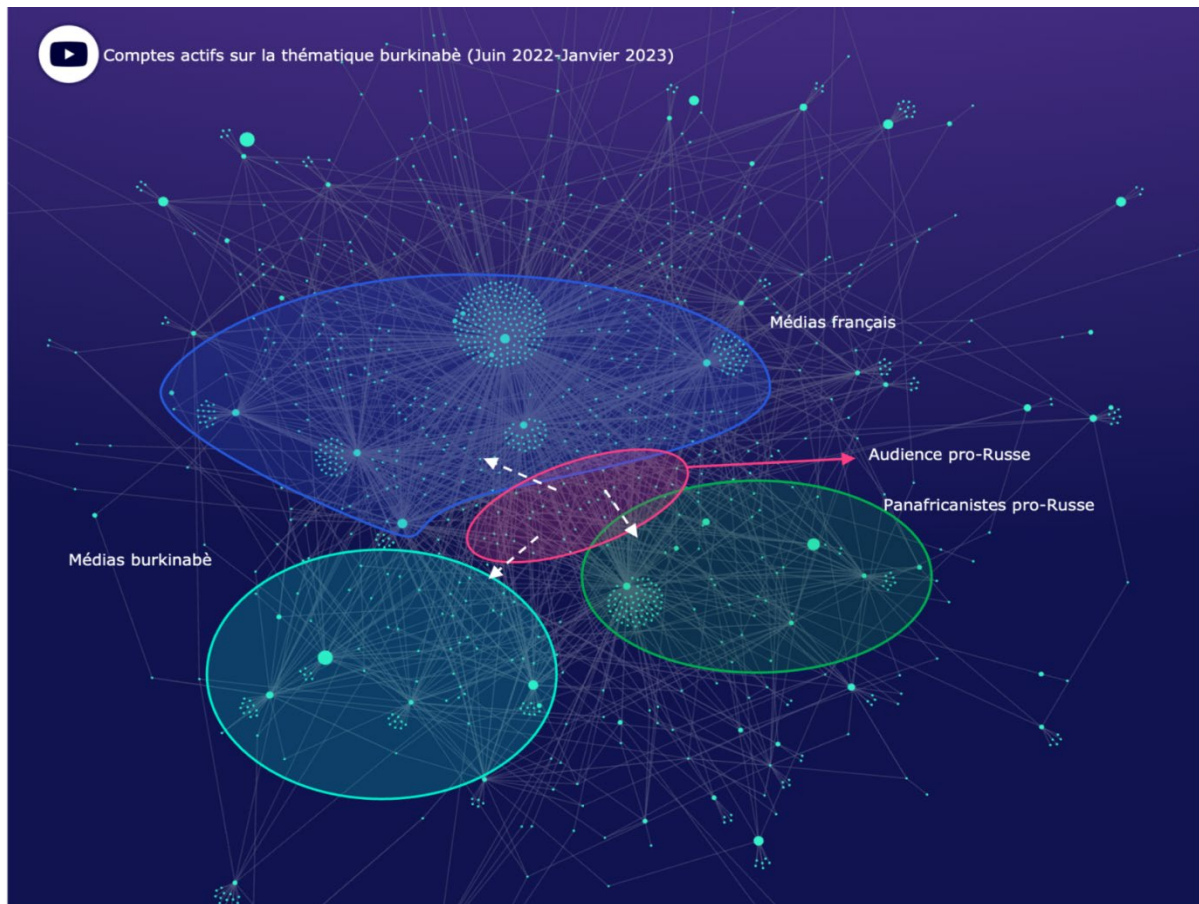 Comptes actifs sur la thématique burkinabè (Juin 2022-Janvier 2023)
Médias français
Audience pro-Russe
Panafricanistes pro-Russe
Médias burkinabè